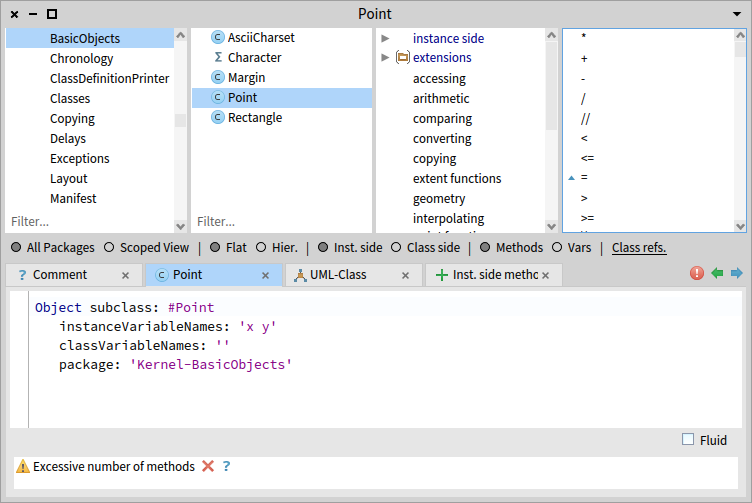 Point
BasicObjects
Chronology
ClassDefinitionPrinter
Classes
Copying
Delays
Exceptions
Layout
Manifest
Filter...
AsciiCharset
Character
Margin
Point
Rectangle
Filter...
instance side
extensions
accessing
arithmetic
comparing
converting
copying
extent functions
geometry
interpolating
*
+
-
/
//
<
<=
=
>
>=
All Packages Scoped View | Flat Hier. | Inst. side Class side | Methods Vars | Class refs.
? Comment × Point × UML-Class × Inst. side methc ×
Object subclass: #Point
instanceVariableNames: 'x y'
classVariableNames: ''
package: 'Kernel-BasicObjects'
Fluid
Excessive number of methods ?